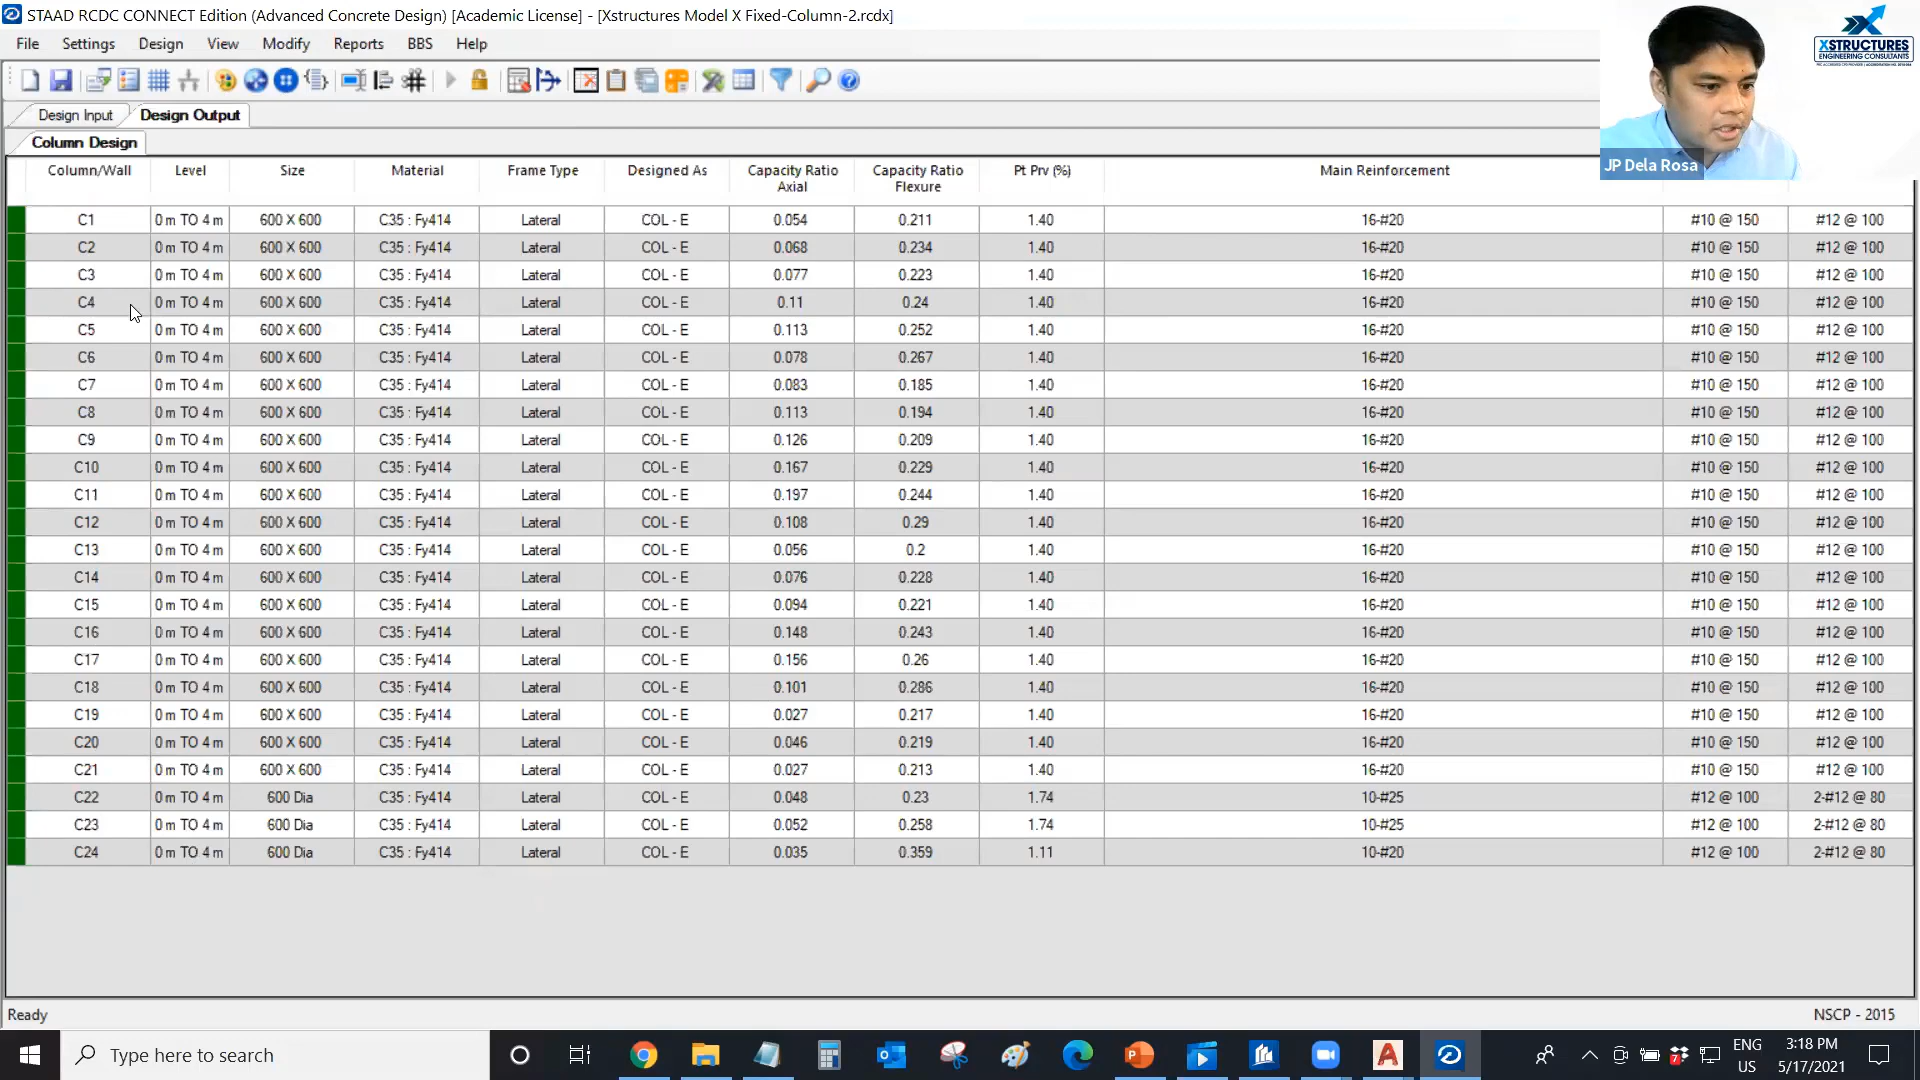 STAAD RCDC CONNECT Edition (Advanced Concrete Design) [Academic License] - [Xstructures Model X Fixed-Column-2.rcdx]
File Settings Design View Modify Reports BBS Help
XSTRUCTURES
ENGINEERING CONSULTANTS
JP Dela Rosa
Design Input Design Output
Column Design
Column/Wall Level Size Material Frame Type Designed As Capacity Ratio Axial Capacity Ratio Flexure Pt Prv (%) Main Reinforcement
C1 0 m TO 4 m 600 X 600 C35 : Fy414 Lateral COL - E 0.054 0.211 1.40 16-#20 #10 @ 150 #12 @ 100
C2 0 m TO 4 m 600 X 600 C35 : Fy414 Lateral COL - E 0.068 0.234 1.40 16-#20 #10 @ 150 #12 @ 100
C3 0 m TO 4 m 600 X 600 C35 : Fy414 Lateral COL - E 0.077 0.223 1.40 16-#20 #10 @ 150 #12 @ 100
C4 0 m TO 4 m 600 X 600 C35 : Fy414 Lateral COL - E 0.11 0.24 1.40 16-#20 #10 @ 150 #12 @ 100
C5 0 m TO 4 m 600 X 600 C35 : Fy414 Lateral COL - E 0.113 0.252 1.40 16-#20 #10 @ 150 #12 @ 100
C6 0 m TO 4 m 600 X 600 C35 : Fy414 Lateral COL - E 0.078 0.267 1.40 16-#20 #10 @ 150 #12 @ 100
C7 0 m TO 4 m 600 X 600 C35 : Fy414 Lateral COL - E 0.083 0.185 1.40 16-#20 #10 @ 150 #12 @ 100
C8 0 m TO 4 m 600 X 600 C35 : Fy414 Lateral COL - E 0.113 0.194 1.40 16-#20 #10 @ 150 #12 @ 100
C9 0 m TO 4 m 600 X 600 C35 : Fy414 Lateral COL - E 0.126 0.209 1.40 16-#20 #10 @ 150 #12 @ 100
C10 0 m TO 4 m 600 X 600 C35 : Fy414 Lateral COL - E 0.167 0.229 1.40 16-#20 #10 @ 150 #12 @ 100
C11 0 m TO 4 m 600 X 600 C35 : Fy414 Lateral COL - E 0.197 0.244 1.40 16-#20 #10 @ 150 #12 @ 100
C12 0 m TO 4 m 600 X 600 C35 : Fy414 Lateral COL - E 0.108 0.29 1.40 16-#20 #10 @ 150 #12 @ 100
C13 0 m TO 4 m 600 X 600 C35 : Fy414 Lateral COL - E 0.056 0.2 1.40 16-#20 #10 @ 150 #12 @ 100
C14 0 m TO 4 m 600 X 600 C35 : Fy414 Lateral COL - E 0.076 0.228 1.40 16-#20 #10 @ 150 #12 @ 100
C15 0 m TO 4 m 600 X 600 C35 : Fy414 Lateral COL - E 0.094 0.221 1.40 16-#20 #10 @ 150 #12 @ 100
C16 0 m TO 4 m 600 X 600 C35 : Fy414 Lateral COL - E 0.148 0.243 1.40 16-#20 #10 @ 150 #12 @ 100
C17 0 m TO 4 m 600 X 600 C35 : Fy414 Lateral COL - E 0.156 0.26 1.40 16-#20 #10 @ 150 #12 @ 100
C18 0 m TO 4 m 600 X 600 C35 : Fy414 Lateral COL - E 0.101 0.286 1.40 16-#20 #10 @ 150 #12 @ 100
C19 0 m TO 4 m 600 X 600 C35 : Fy414 Lateral COL - E 0.027 0.217 1.40 16-#20 #10 @ 150 #12 @ 100
C20 0 m TO 4 m 600 X 600 C35 : Fy414 Lateral COL - E 0.046 0.219 1.40 16-#20 #10 @ 150 #12 @ 100
C21 0 m TO 4 m 600 X 600 C35 : Fy414 Lateral COL - E 0.027 0.213 1.40 16-#20 #10 @ 150 #12 @ 100
C22 0 m TO 4 m 600 Dia C35 : Fy414 Lateral COL - E 0.048 0.23 1.74 10-#25 #12 @ 100 2-#12 @ 80
C23 0 m TO 4 m 600 Dia C35 : Fy414 Lateral COL - E 0.052 0.258 1.74 10-#25 #12 @ 100 2-#12 @ 80
C24 0 m TO 4 m 600 Dia C35 : Fy414 Lateral COL - E 0.035 0.359 1.11 10-#20 #12 @ 100 2-#12 @ 80
Ready NSCP - 2015
Type here to search ENG US 3:18 PM 5/17/2021